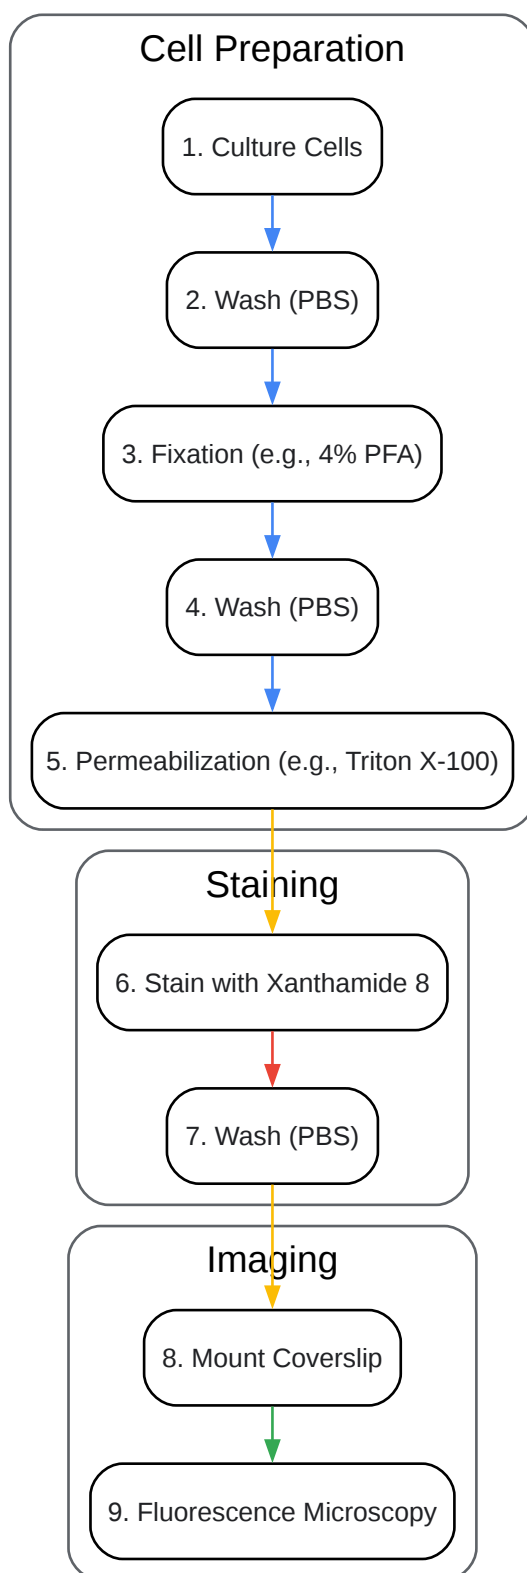 Cell Preparation
1. Culture Cells
2. Wash (PBS)
3. Fixation (e.g., 4% PFA)
4. Wash (PBS)
5. Permeabilization (e.g., Triton X-100)
Staining
6. Stain with Xanthamide 8
7. Wash (PBS)
Imaging
8. Mount Coverslip
9. Fluorescence Microscopy